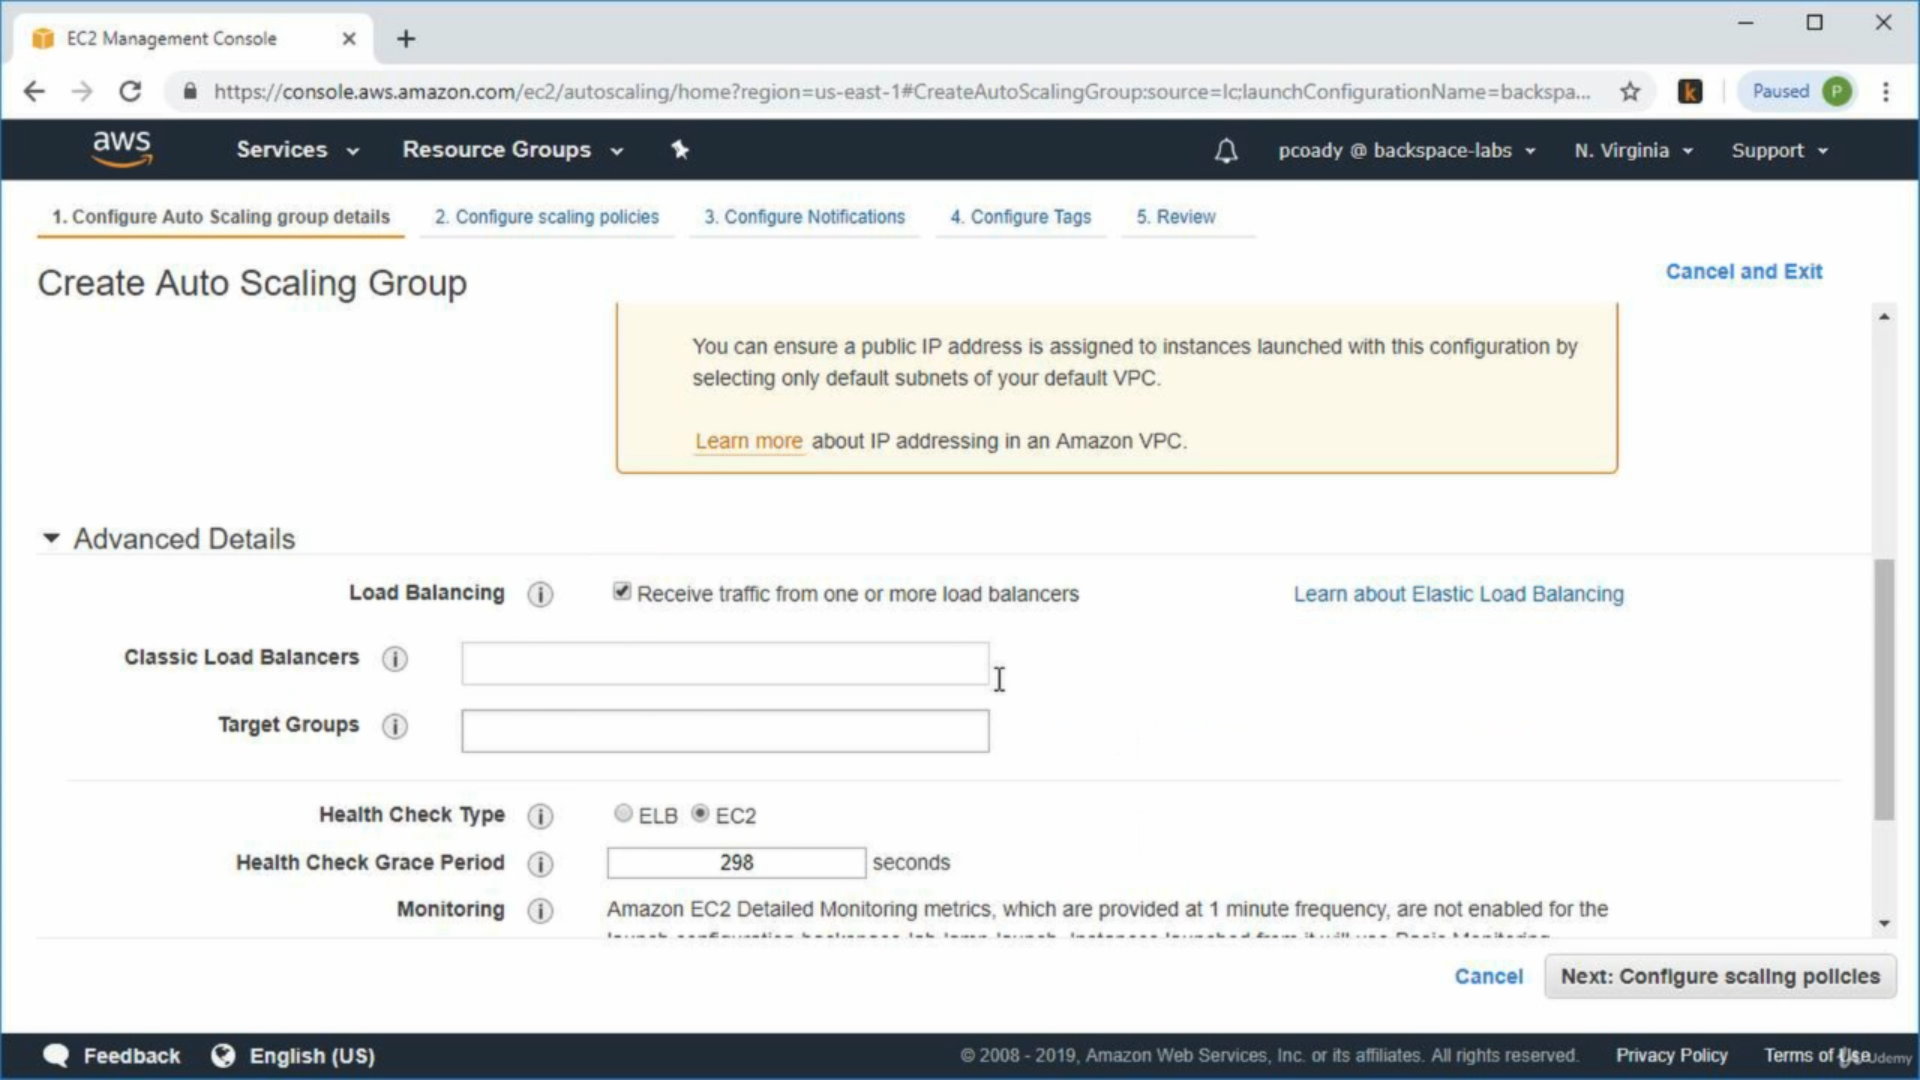 EC2 Management Console
https://console.aws.amazon.com/ec2/autoscaling/home?region=us-east-1#CreateAutoScalingGroup:source=lc;launchConfigurationName=backspa...
k
Paused P
aws
Services
Resource Groups
pcoady @ backspace-labs
N. Virginia
Support
1. Configure Auto Scaling group details
2. Configure scaling policies
3. Configure Notifications
4. Configure Tags
5. Review
Create Auto Scaling Group
Cancel and Exit
You can ensure a public IP address is assigned to instances launched with this configuration by
selecting only default subnets of your default VPC.
Learn more about IP addressing in an Amazon VPC.
Advanced Details
Load Balancing
Receive traffic from one or more load balancers
Learn about Elastic Load Balancing
Classic Load Balancers
Target Groups
Health Check Type
ELB EC2
Health Check Grace Period
298 seconds
Monitoring
Amazon EC2 Detailed Monitoring metrics, which are provided at 1 minute frequency, are not enabled for the
Cancel
Next: Configure scaling policies
Feedback
English (US)
© 2008 - 2019, Amazon Web Services, Inc. or its affiliates. All rights reserved.
Privacy Policy
Terms of Use
Udemy